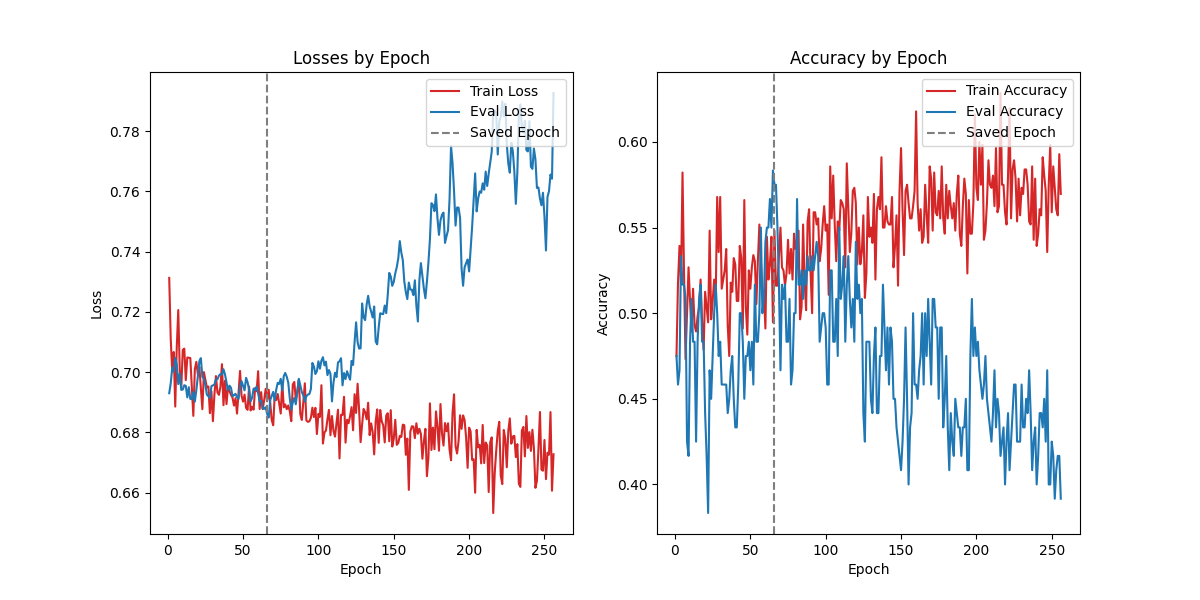 Losses by Epoch
Train Loss
Eval Loss
Saved Epoch
0.78
0.76
0.74
0.72
0.70
0.68
0.66
Loss
0 50 100 150 200 250
Epoch
Accuracy by Epoch
Train Accuracy
Eval Accuracy
Saved Epoch
0.60
0.55
0.50
0.45
0.40
Accuracy
0 50 100 150 200 250
Epoch